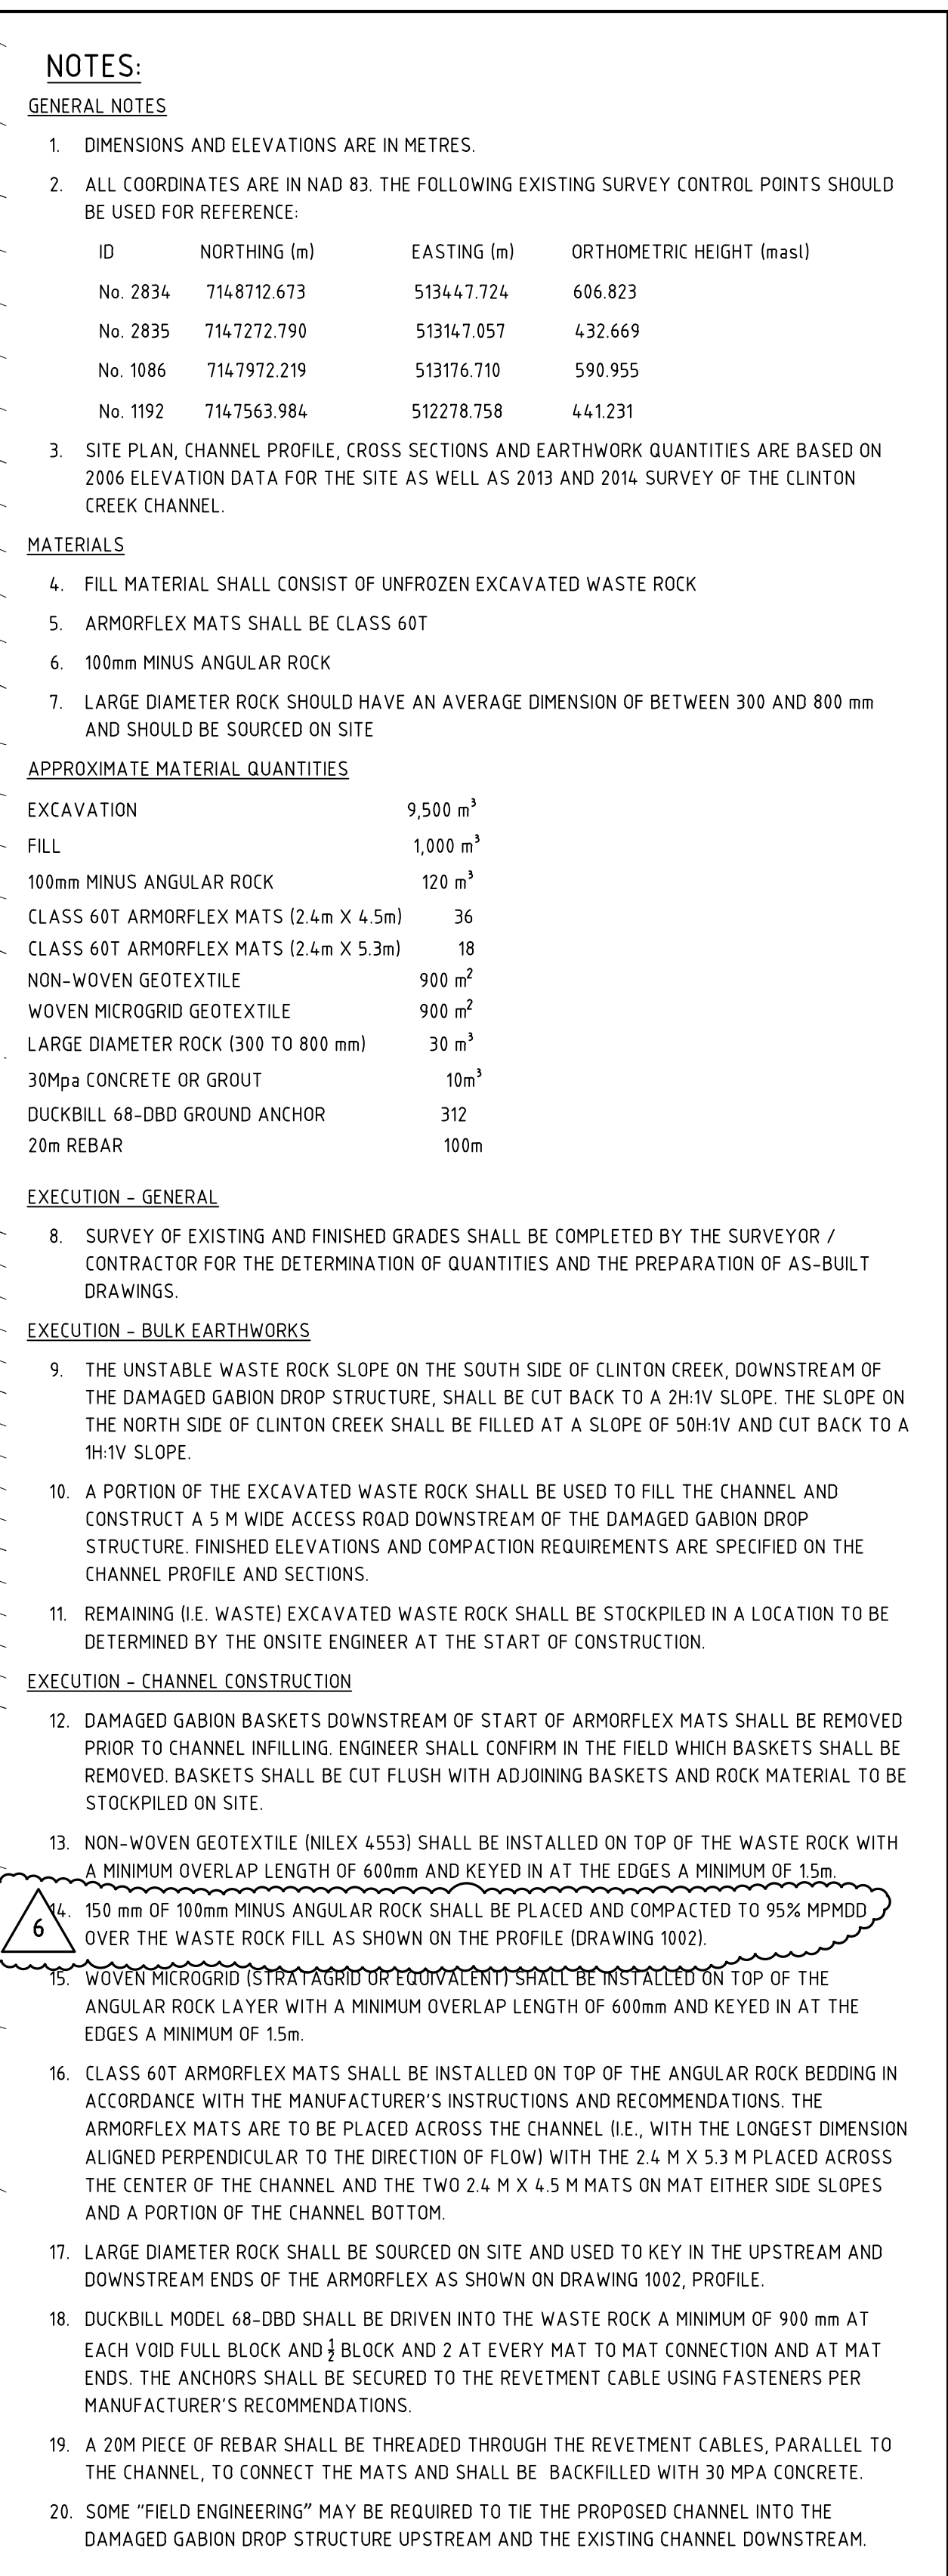 NOTES:
GENERAL NOTES
1. DIMENSIONS AND ELEVATIONS ARE IN METRES.
2. ALL COORDINATES ARE IN NAD 83. THE FOLLOWING EXISTING SURVEY CONTROL POINTS SHOULD
BE USED FOR REFERENCE:
ID NORTHING (m) EASTING (m) ORTHOMETRIC HEIGHT (masl)
No. 2834 7148712.673 513447.724 606.823
No. 2835 7147272.790 513147.057 432.669
No. 1086 7147972.219 513176.710 590.955
No. 1192 7147563.984 512278.758 441.231
3. SITE PLAN, CHANNEL PROFILE, CROSS SECTIONS AND EARTHWORK QUANTITIES ARE BASED ON
2006 ELEVATION DATA FOR THE SITE AS WELL AS 2013 AND 2014 SURVEY OF THE CLINTON
CREEK CHANNEL.
MATERIALS
4. FILL MATERIAL SHALL CONSIST OF UNFROZEN EXCAVATED WASTE ROCK
5. ARMORFLEX MATS SHALL BE CLASS 60T
6. 100mm MINUS ANGULAR ROCK
7. LARGE DIAMETER ROCK SHOULD HAVE AN AVERAGE DIMENSION OF BETWEEN 300 AND 800 mm
AND SHOULD BE SOURCED ON SITE
APPROXIMATE MATERIAL QUANTITIES
EXCAVATION 9,500 m³
FILL 1,000 m³
100mm MINUS ANGULAR ROCK 120 m³
CLASS 60T ARMORFLEX MATS (2.4m X 4.5m) 36
CLASS 60T ARMORFLEX MATS (2.4m X 5.3m) 18
NON-WOVEN GEOTEXTILE 900 m²
WOVEN MICROGRID GEOTEXTILE 900 m²
LARGE DIAMETER ROCK (300 TO 800 mm) 30 m³
30Mpa CONCRETE OR GROUT 10m³
DUCKBILL 68-DBD GROUND ANCHOR 312
20m REBAR 100m
EXECUTION - GENERAL
8. SURVEY OF EXISTING AND FINISHED GRADES SHALL BE COMPLETED BY THE SURVEYOR /
CONTRACTOR FOR THE DETERMINATION OF QUANTITIES AND THE PREPARATION OF AS-BUILT
DRAWINGS.
EXECUTION - BULK EARTHWORKS
9. THE UNSTABLE WASTE ROCK SLOPE ON THE SOUTH SIDE OF CLINTON CREEK, DOWNSTREAM OF
THE DAMAGED GABION DROP STRUCTURE, SHALL BE CUT BACK TO A 2H:1V SLOPE. THE SLOPE ON
THE NORTH SIDE OF CLINTON CREEK SHALL BE FILLED AT A SLOPE OF 50H:1V AND CUT BACK TO A
1H:1V SLOPE.
10. A PORTION OF THE EXCAVATED WASTE ROCK SHALL BE USED TO FILL THE CHANNEL AND
CONSTRUCT A 5 M WIDE ACCESS ROAD DOWNSTREAM OF THE DAMAGED GABION DROP
STRUCTURE. FINISHED ELEVATIONS AND COMPACTION REQUIREMENTS ARE SPECIFIED ON THE
CHANNEL PROFILE AND SECTIONS.
11. REMAINING (I.E. WASTE) EXCAVATED WASTE ROCK SHALL BE STOCKPILED IN A LOCATION TO BE
DETERMINED BY THE ONSITE ENGINEER AT THE START OF CONSTRUCTION.
EXECUTION - CHANNEL CONSTRUCTION
12. DAMAGED GABION BASKETS DOWNSTREAM OF START OF ARMORFLEX MATS SHALL BE REMOVED
PRIOR TO CHANNEL INFILLING. ENGINEER SHALL CONFIRM IN THE FIELD WHICH BASKETS SHALL BE
REMOVED. BASKETS SHALL BE CUT FLUSH WITH ADJOINING BASKETS AND ROCK MATERIAL TO BE
STOCKPILED ON SITE.
13. NON-WOVEN GEOTEXTILE (NILEX 4553) SHALL BE INSTALLED ON TOP OF THE WASTE ROCK WITH
A MINIMUM OVERLAP LENGTH OF 600mm AND KEYED IN AT THE EDGES A MINIMUM OF 1.5m.
14. 150 mm OF 100mm MINUS ANGULAR ROCK SHALL BE PLACED AND COMPACTED TO 95% MPMDD
6 OVER THE WASTE ROCK FILL AS SHOWN ON THE PROFILE (DRAWING 1002).
15. WOVEN MICROGRID (STRATAGRID OR EQUIVALENT) SHALL BE INSTALLED ON TOP OF THE
ANGULAR ROCK LAYER WITH A MINIMUM OVERLAP LENGTH OF 600mm AND KEYED IN AT THE
EDGES A MINIMUM OF 1.5m.
16. CLASS 60T ARMORFLEX MATS SHALL BE INSTALLED ON TOP OF THE ANGULAR ROCK BEDDING IN
ACCORDANCE WITH THE MANUFACTURER'S INSTRUCTIONS AND RECOMMENDATIONS. THE
ARMORFLEX MATS ARE TO BE PLACED ACROSS THE CHANNEL (I.E., WITH THE LONGEST DIMENSION
ALIGNED PERPENDICULAR TO THE DIRECTION OF FLOW) WITH THE 2.4 M X 5.3 M PLACED ACROSS
THE CENTER OF THE CHANNEL AND THE TWO 2.4 M X 4.5 M MATS ON MAT EITHER SIDE SLOPES
AND A PORTION OF THE CHANNEL BOTTOM.
17. LARGE DIAMETER ROCK SHALL BE SOURCED ON SITE AND USED TO KEY IN THE UPSTREAM AND
DOWNSTREAM ENDS OF THE ARMORFLEX AS SHOWN ON DRAWING 1002, PROFILE.
18. DUCKBILL MODEL 68-DBD SHALL BE DRIVEN INTO THE WASTE ROCK A MINIMUM OF 900 mm AT
EACH VOID FULL BLOCK AND ½ BLOCK AND 2 AT EVERY MAT TO MAT CONNECTION AND AT MAT
ENDS. THE ANCHORS SHALL BE SECURED TO THE REVETMENT CABLE USING FASTENERS PER
MANUFACTURER'S RECOMMENDATIONS.
19. A 20M PIECE OF REBAR SHALL BE THREADED THROUGH THE REVETMENT CABLES, PARALLEL TO
THE CHANNEL, TO CONNECT THE MATS AND SHALL BE BACKFILLED WITH 30 MPA CONCRETE.
20. SOME "FIELD ENGINEERING" MAY BE REQUIRED TO TIE THE PROPOSED CHANNEL INTO THE
DAMAGED GABION DROP STRUCTURE UPSTREAM AND THE EXISTING CHANNEL DOWNSTREAM.